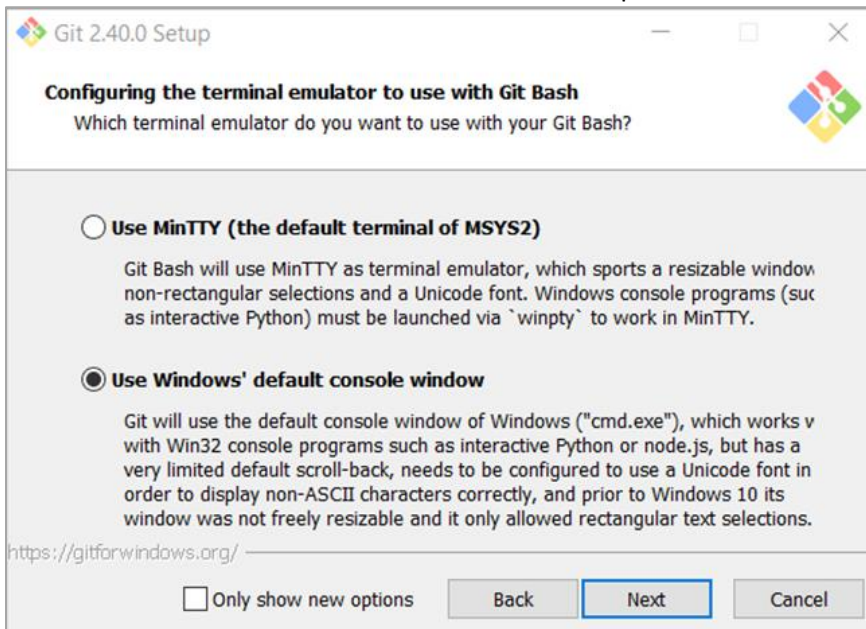 Git 2.40.0 Setup
Configuring the terminal emulator to use with Git Bash
Which terminal emulator do you want to use with your Git Bash?
Use MinTTY (the default terminal of MSYS2)
Git Bash will use MinTTY as terminal emulator, which sports a resizable window
non-rectangular selections and a Unicode font. Windows console programs (suc
as interactive Python) must be launched via `winpty` to work in MinTTY.
Use Windows' default console window
Git will use the default console window of Windows ("cmd.exe"), which works
with Win32 console programs such as interactive Python or node.js, but has a
very limited default scroll-back, needs to be configured to use a Unicode font in
order to display non-ASCII characters correctly, and prior to Windows 10 its
window was not freely resizable and it only allowed rectangular text selections.
https://gitforwindows.org/
Only show new options
Back
Next
Cancel